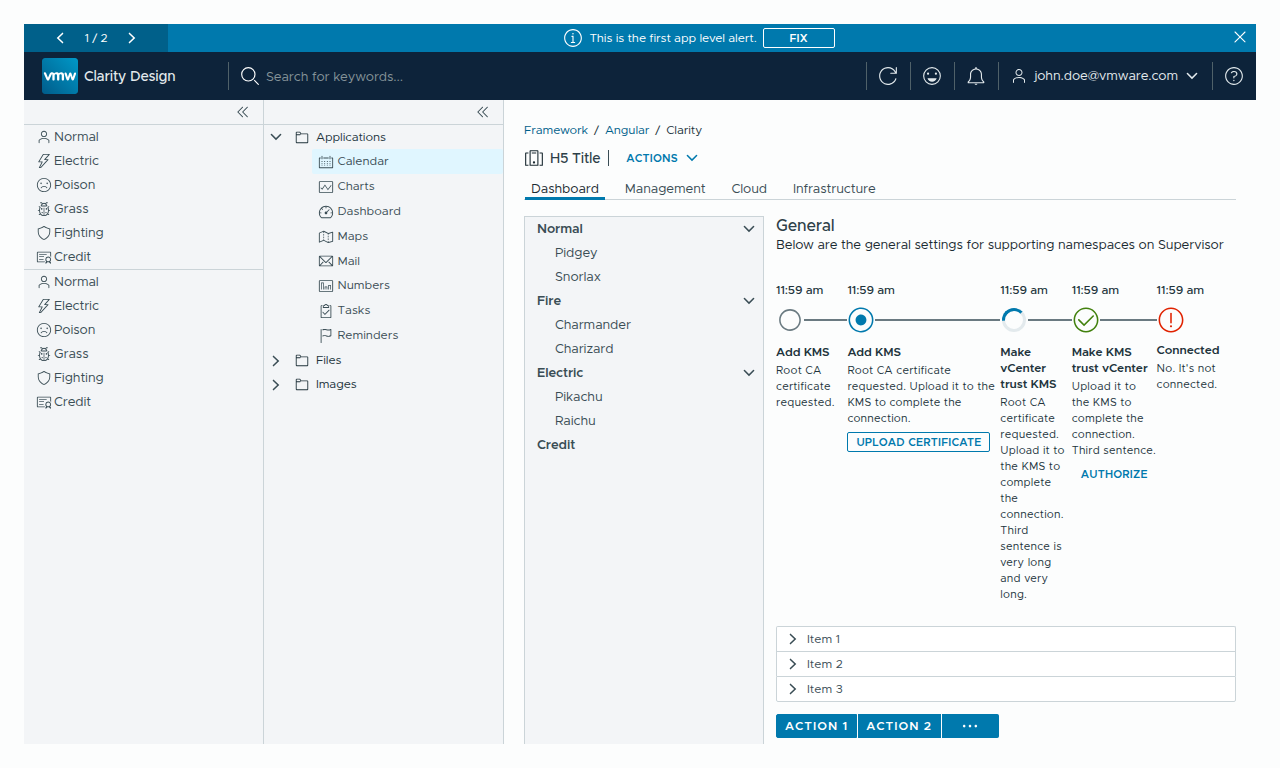 1 / 2
This is the first app level alert.
FIX
vmw
Clarity Design
Search for keywords...
john.doe@vmware.com
Normal
Electric
Poison
Grass
Fighting
Credit
Normal
Electric
Poison
Grass
Fighting
Credit
Applications
Calendar
Charts
Dashboard
Maps
Mail
Numbers
Tasks
Reminders
Files
Images
Framework / Angular / Clarity
H5 Title
ACTIONS
Dashboard
Management
Cloud
Infrastructure
Normal
Pidgey
Snorlax
Fire
Charmander
Charizard
Electric
Pikachu
Raichu
Credit
General
Below are the general settings for supporting namespaces on Supervisor
11:59 am
Add KMS
Root CA
certificate
requested.
11:59 am
Add KMS
Root CA certificate
requested. Upload it to the
KMS to complete the
connection.
UPLOAD CERTIFICATE
11:59 am
Make
vCenter
trust KMS
Root CA
certificate
requested.
Upload it to
the KMS to
complete
the
connection.
Third
sentence is
very long
and very
long.
11:59 am
Make KMS
trust vCenter
Upload it to
the KMS to
complete the
connection.
Third sentence.
AUTHORIZE
11:59 am
Connected
No. It's not
connected.
Item 1
Item 2
Item 3
ACTION 1
ACTION 2